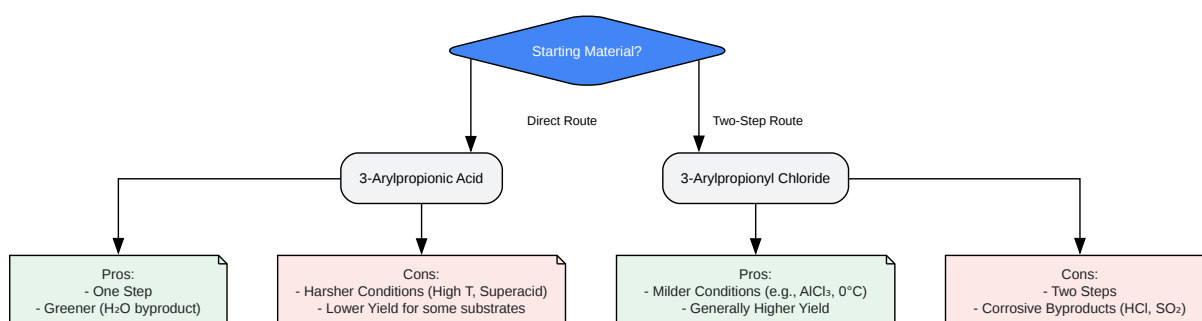 Starting Material?
Direct Route
Two-Step Route
3-Arylpropionic Acid
3-Arylpropionyl Chloride
Pros:
- One Step
- Greener (H₂O byproduct)
Cons:
- Harsher Conditions (High T, Superacid)
- Lower Yield for some substrates
Pros:
- Milder Conditions (e.g., AlCl₃, 0°C)
- Generally Higher Yield
Cons:
- Two Steps
- Corrosive Byproducts (HCl, SO₂)